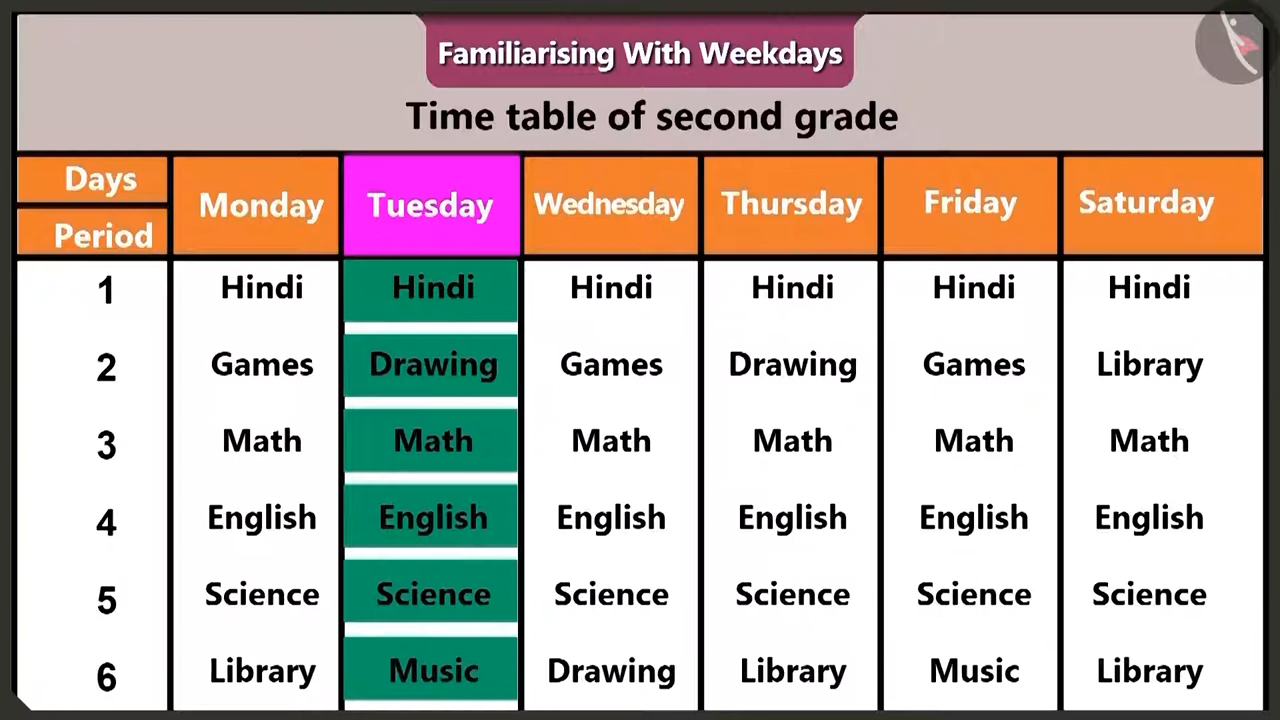 Familiarising With Weekdays
Time table of second grade
Days
Period Monday Tuesday Wednesday Thursday Friday Saturday
1 Hindi Hindi Hindi Hindi Hindi Hindi
2 Games Drawing Games Drawing Games Library
3 Math Math Math Math Math Math
4 English English English English English English
5 Science Science Science Science Science Science
6 Library Music Drawing Library Music Library